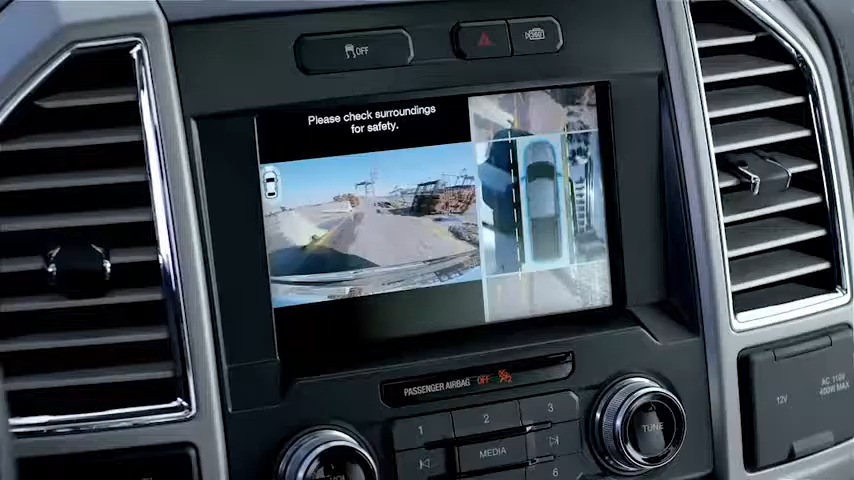 OFF
360
Please check surroundings
for safety.
PASSENGER AIRBAG OFF
1
2
3
MEDIA
6
TUNE
12V
AC 110V
400W MAX